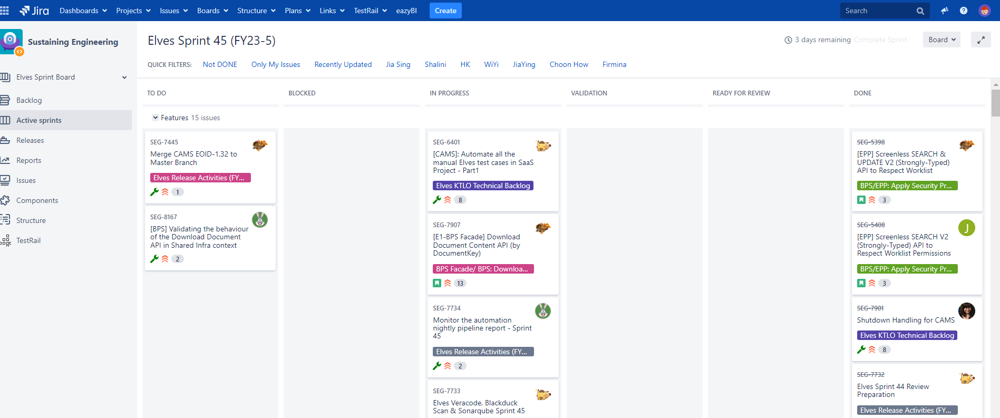 Jira Dashboards Projects Issues Boards Structure Plans Links TestRail eazyBI Create Search
Sustaining Engineering
Elves Sprint Board
Backlog
Active sprints
Releases
Reports
Issues
Components
Structure
TestRail
Elves Sprint 45 (FY23-5)
3 days remaining Complete Sprint Board
QUICK FILTERS: Not DONE Only My Issues Recently Updated Jia Sing Shalini HK WiYi JiaYing Choon How Firmina
TO DO BLOCKED IN PROGRESS VALIDATION READY FOR REVIEW DONE
Features 15 issues
SEG-7445
Merge CAMS EOID-1.32 to
Master Branch
Elves Release Activities (FY...
1
SEG-8167
[BPS] Validating the behaviour
of the Download Document
API in Shared Infra context
2
SEG-6401
[CAMS]: Automate all the
manual Elves test cases in SaaS
Project - Part1
Elves KTLO Technical Backlog
8
SEG-7907
[E1-BPS Facade] Download
Document Content API (by
DocumentKey)
BPS Facade/ BPS: Downloa...
13
SEG-7734
Monitor the automation
nightly pipeline report - Sprint
45
Elves Release Activities (FY...
2
SEG-7733
Elves Veracode, Blackduck
Scan & Sonarqube Sprint 45
SEG-5398
[EPP] Screenless SEARCH &
UPDATE V2 (Strongly-Typed)
API to Respect Worklist
BPS/EPP: Apply Security Pr...
3
SEG-5408
J
[EPP] Screenless SEARCH V2
(Strongly-Typed) API to
Respect Worklist Permissions
BPS/EPP: Apply Security Pr...
3
SEG-7901
Shutdown Handling for CAMS
Elves KTLO Technical Backlog
8
SEG-7732
Elves Sprint 44 Review
Preparation
Elves Release Activities (FY...